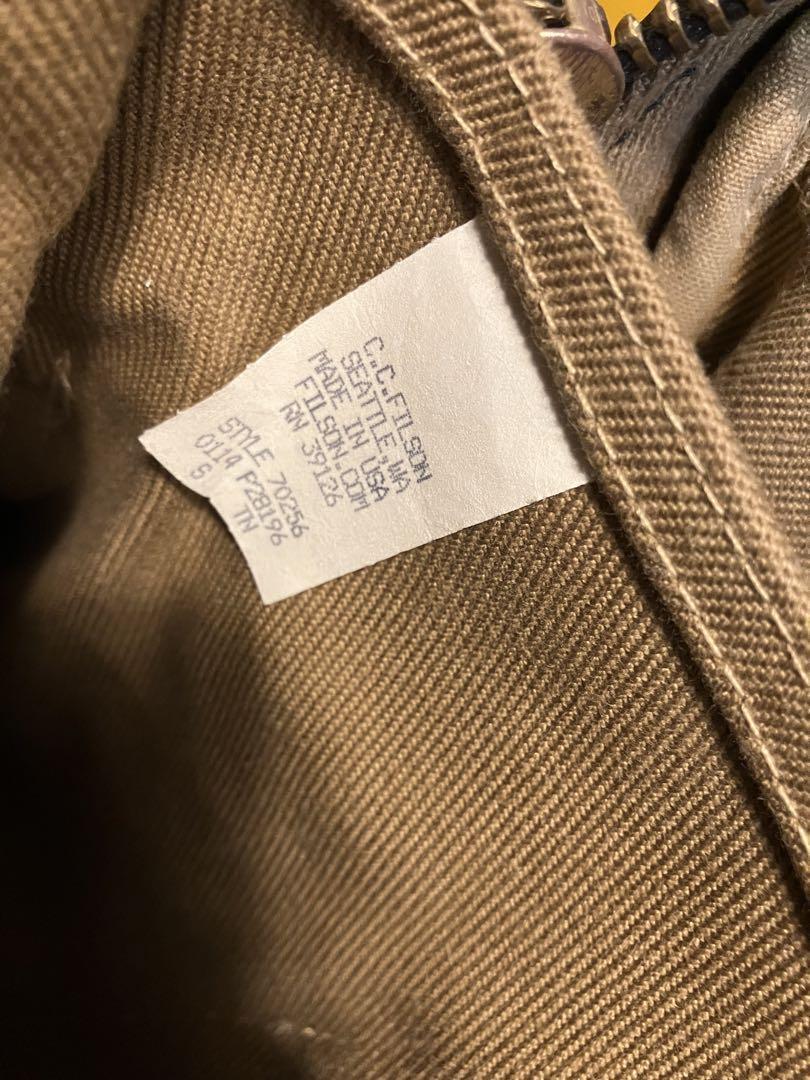 C.C.FILSON
SEATTLE,WA
MADE IN USA
FILSON.COM
RN 39126
STYLE 70256
0114 P28196
S TN